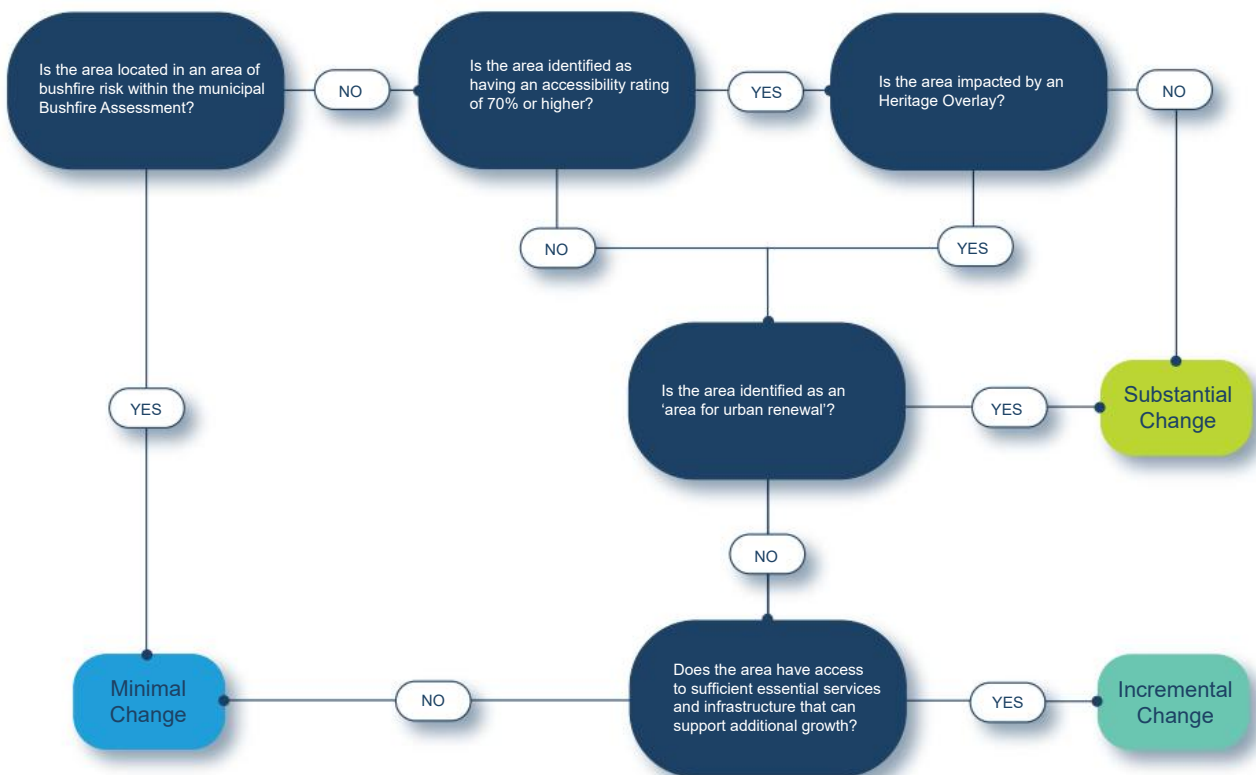 Is the area located in an area of
bushfire risk within the municipal
Bushfire Assessment?
NO
Is the area identified as
having an accessibility rating
of 70% or higher?
YES
Is the area impacted by an
Heritage Overlay?
NO
NO
YES
YES
Is the area identified as an
‘area for urban renewal’?
YES
Substantial
Change
NO
Minimal
Change
NO
Does the area have access
to sufficient essential services
and infrastructure that can
support additional growth?
YES
Incremental
Change